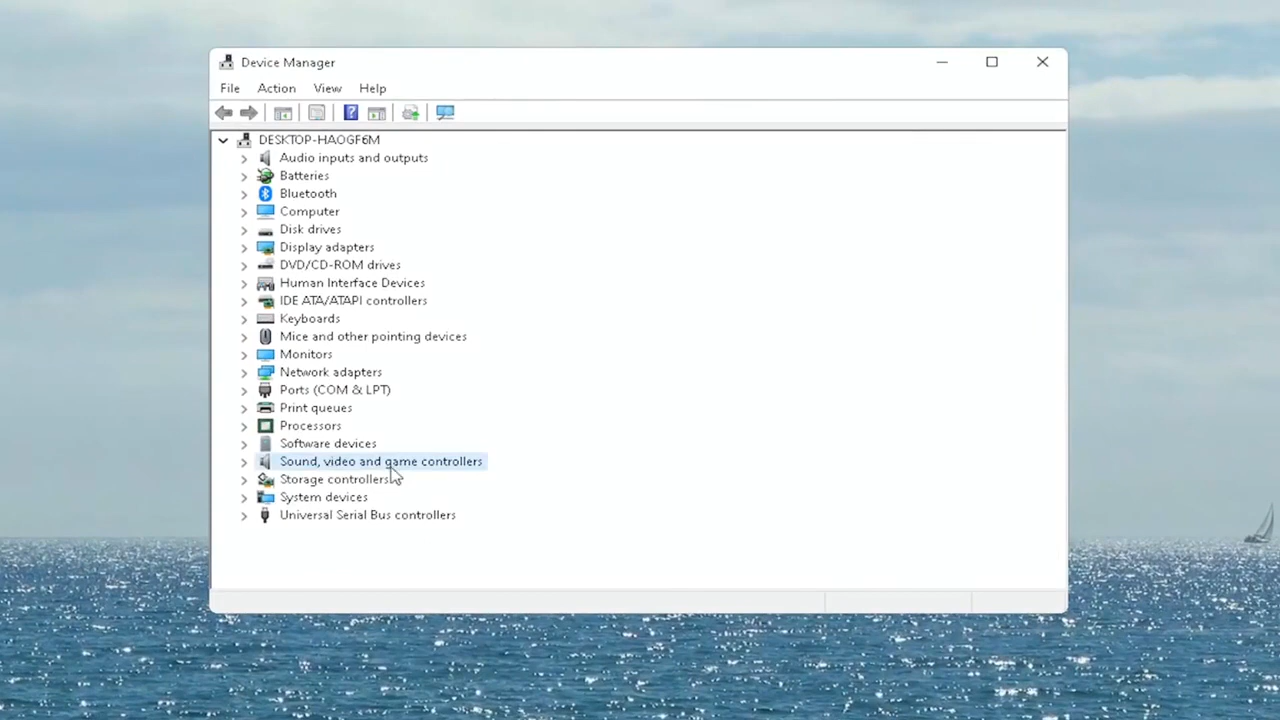 Device Manager
File Action View Help
DESKTOP-HAOGF6M
Audio inputs and outputs
Batteries
Bluetooth
Computer
Disk drives
Display adapters
DVD/CD-ROM drives
Human Interface Devices
IDE ATA/ATAPI controllers
Keyboards
Mice and other pointing devices
Monitors
Network adapters
Ports (COM & LPT)
Print queues
Processors
Software devices
Sound, video and game controllers
Storage controllers
System devices
Universal Serial Bus controllers